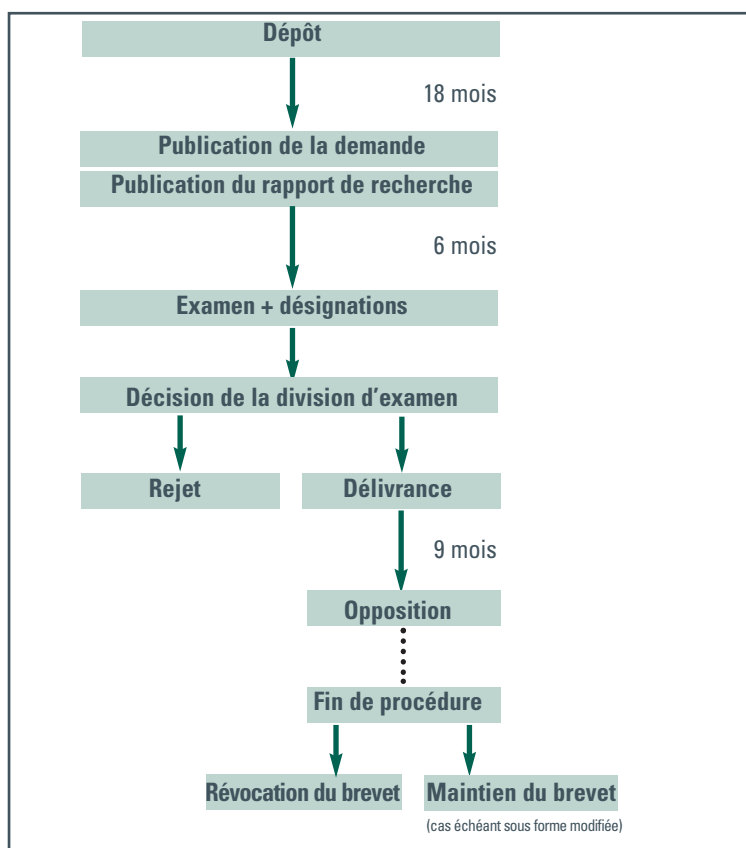 Dépôt
18 mois
Publication de la demande
Publication du rapport de recherche
6 mois
Examen + désignations
Décision de la division d’examen
Rejet
Délivrance
9 mois
Opposition
Fin de procédure
Révocation du brevet
Maintien du brevet
(cas échéant sous forme modifiée)